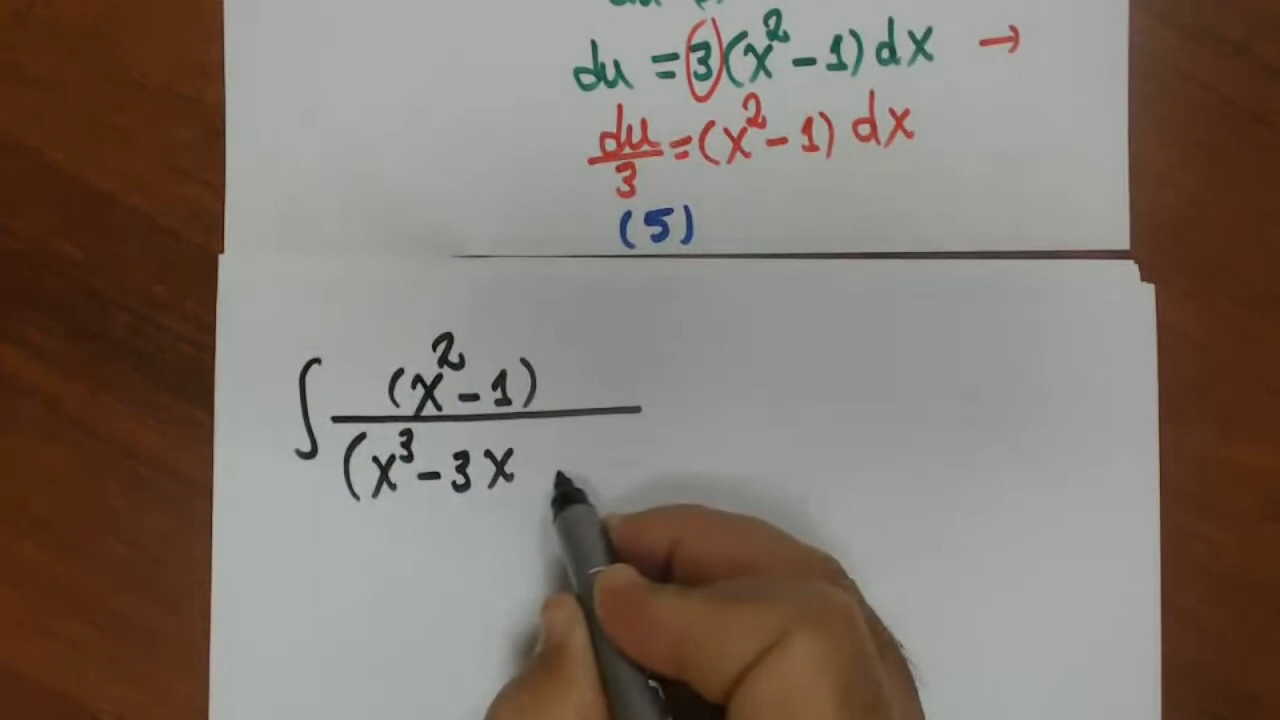 du = 3(x² - 1) dx →
du/3 = (x² - 1) dx
(5)
∫ (x² - 1) / (x³ - 3x